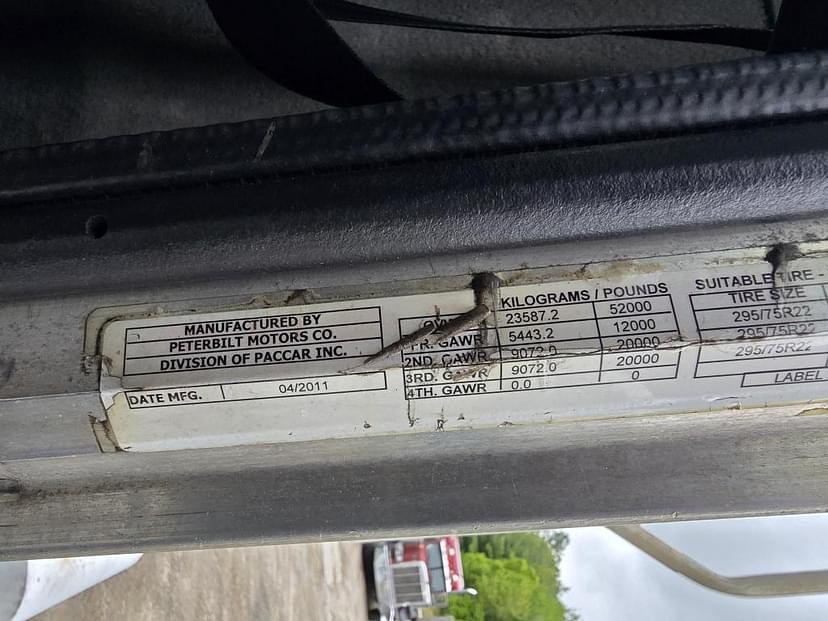 MANUFACTURED BY
PETERBILT MOTORS CO.
DIVISION OF PACCAR INC.
DATE MFG. 04/2011
KILOGRAMS / POUNDS
23587.2 52000
GAWR 5443.2 12000
2ND. GAWR 9072.0 20000
3RD. GAWR 9072.0 20000
4TH. GAWR 0.0 0
SUITABLE TIRE -
TIRE SIZE
295/75R22
295/75R22
295/75R22
LABEL